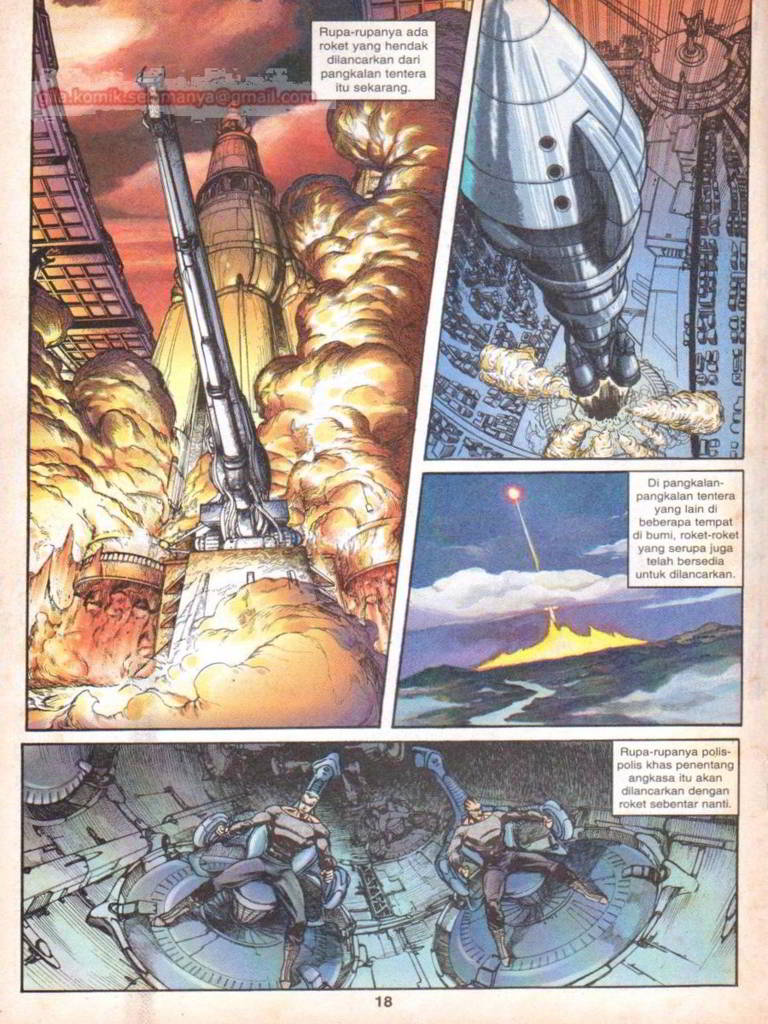 Rupa-rupanya ada
roket yang hendak
dilancarkan dari
pangkalan tentera
itu sekarang.
gila.komik.selamanya@gmail.com
Di pangkalan-
pangkalan tentera
yang lain di
beberapa tempat
di bumi, roket-roket
yang serupa juga
telah bersedia
untuk dilancarkan.
Rupa-rupanya polis-
polis khas penentang
angkasa itu akan
dilancarkan dengan
roket sebentar nanti.
18